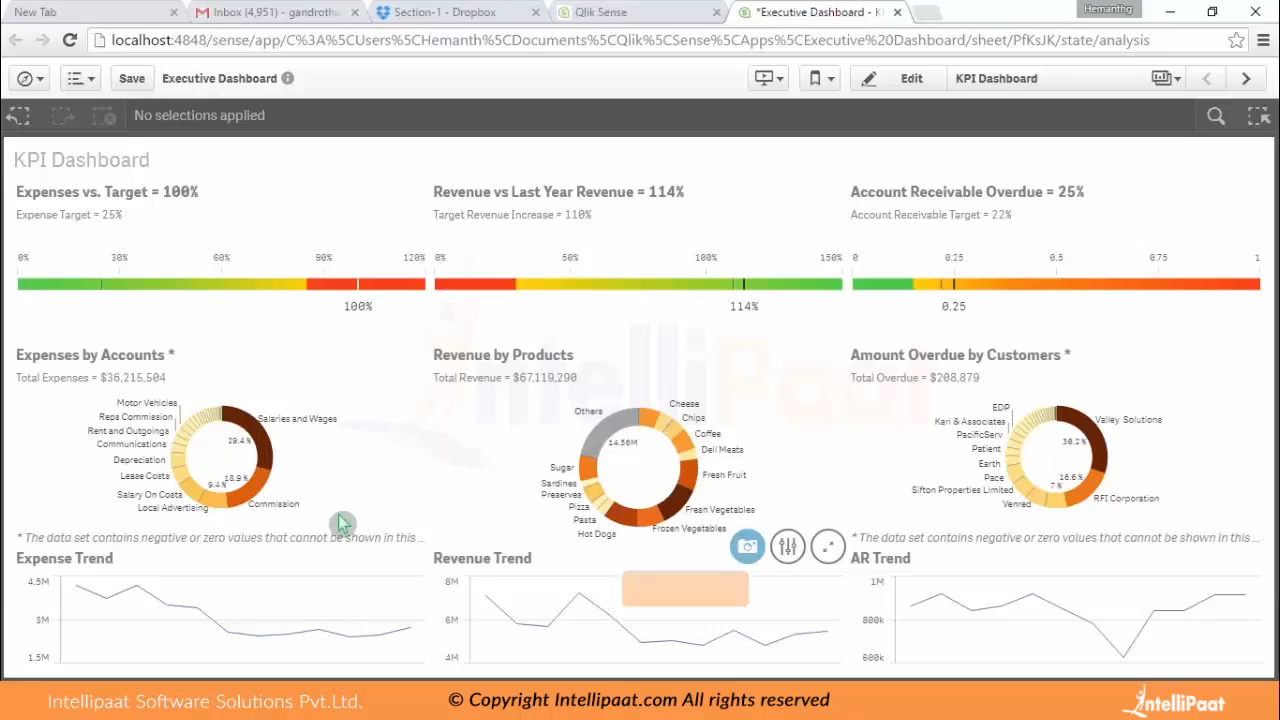 New Tab
Inbox (4,951) - gandrothu
Section-1 - Dropbox
Qlik Sense
*Executive Dashboard - K
Hemanthg
localhost:4848/sense/app/C%3A%5CUsers%5CHemanth%5CDocuments%5CQlik%5CSense%5CApps%5CExecutive%20Dashboard/sheet/PfKsJK/state/analysis
Save
Executive Dashboard
Edit
KPI Dashboard
No selections applied
KPI Dashboard
Expenses vs. Target = 100%
Expense Target = 25%
0% 30% 60% 90% 120%
100%
Revenue vs Last Year Revenue = 114%
Target Revenue Increase = 110%
0% 50% 100% 150%
114%
Account Receivable Overdue = 25%
Account Receivable Target = 22%
0 0.25 0.5 0.75 1
0.25
Expenses by Accounts *
Total Expenses = $36,215,504
Motor Vehicles
Reps Commission
Rent and Outgoings
Communications
Depreciation
Lease Costs
Salary On Costs
Local Advertising
Salaries and Wages
Commission
29.4%
18.9%
9.4%
* The data set contains negative or zero values that cannot be shown in this ...
Revenue by Products
Total Revenue = $67,119,290
Others
Cheese
Chips
Coffee
Deli Meats
Fresh Fruit
Fresh Vegetables
Frozen Vegetables
Hot Dogs
Pasta
Pizza
Preserves
Sardines
Sugar
14.56M
Amount Overdue by Customers *
Total Overdue = $208,879
EDP
Kari & Associates
PacificServ
Patient
Earth
Pace
Sifton Properties Limited
Venred
Valley Solutions
RFI Corporation
30.2%
16.6%
7%
* The data set contains negative or zero values that cannot be shown in this ...
Expense Trend
4.5M
3M
1.5M
Revenue Trend
8M
6M
4M
AR Trend
1M
800k
600k
IntelliPaat
Intellipaat Software Solutions Pvt.Ltd.
© Copyright Intellipaat.com All rights reserved
IntelliPaat